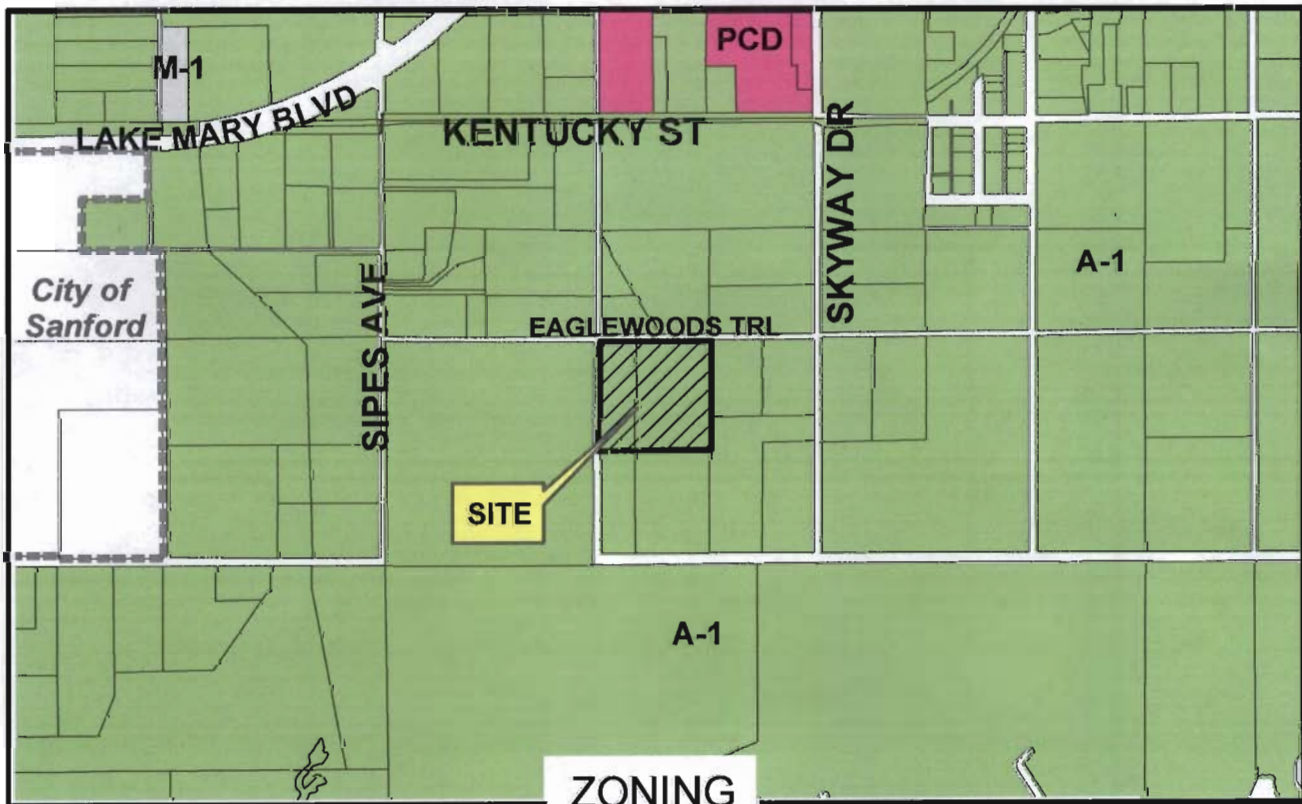 PCD
M-1
LAKE MARY BLVD
KENTUCKY ST
SKYWAY DR
A-1
City of
Sanford
SIPES AVE
EAGLEWOODS TRL
SITE
A-1
ZONING